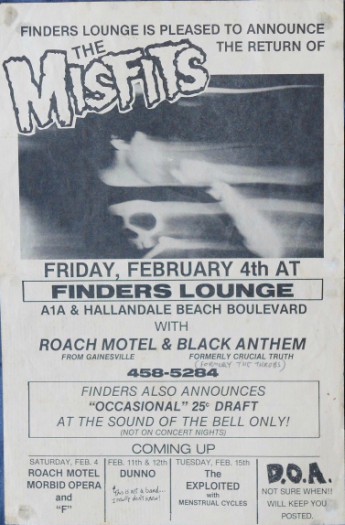 FINDERS LOUNGE IS PLEASED TO ANNOUNCE
THE RETURN OF
THE
MISFITS
FRIDAY, FEBRUARY 4th AT
FINDERS LOUNGE
A1A & HALLANDALE BEACH BOULEVARD
WITH
ROACH MOTEL & BLACK ANTHEM
FROM GAINESVILLE
FORMERLY CRUCIAL TRUTH
458-5284
FINDERS ALSO ANNOUNCES
"OCCASIONAL" 25¢ DRAFT
AT THE SOUND OF THE BELL ONLY!
(NOT ON CONCERT NIGHTS)
COMING UP
SATURDAY, FEB. 4
ROACH MOTEL
MORBID OPERA
and
"F"
FEB. 11th & 12th
DUNNO
TUESDAY, FEB. 15th
The
EXPLOITED
with
MENSTRUAL CYCLES
D.O.A.
NOT SURE WHEN!!
WILL KEEP YOU
POSTED.